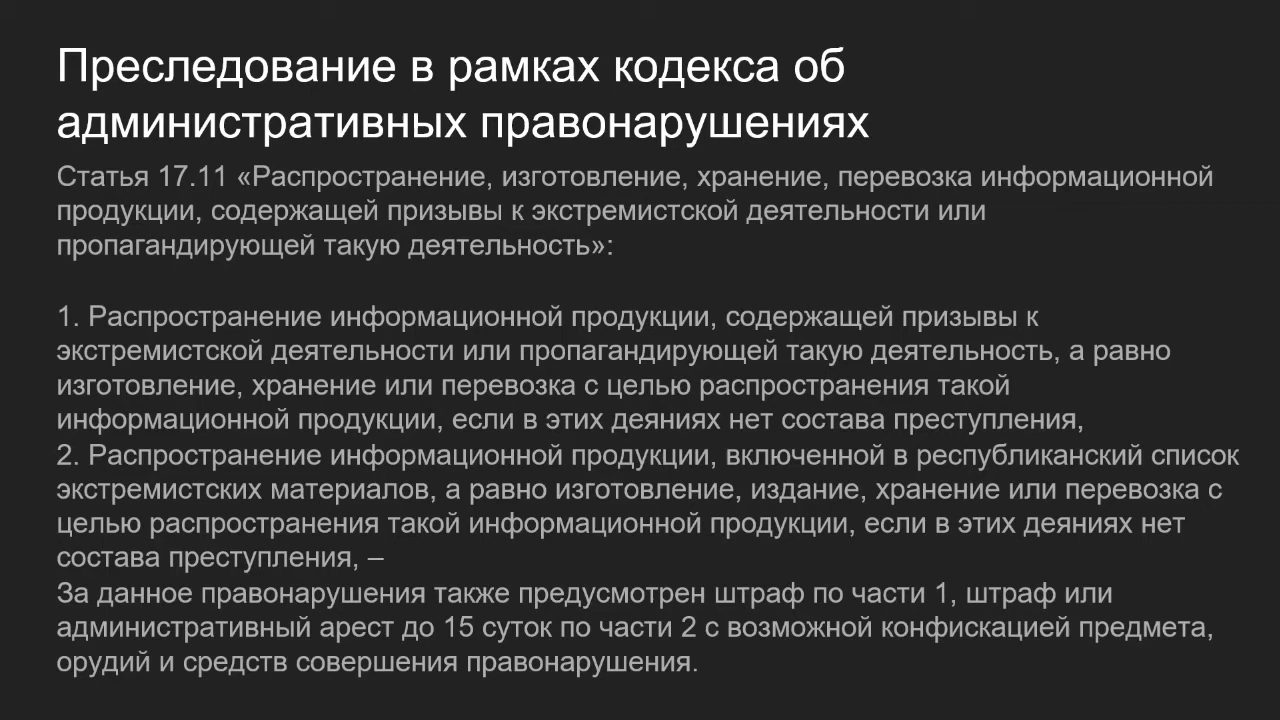 Преследование в рамках кодекса об
административных правонарушениях
Статья 17.11 «Распространение, изготовление, хранение, перевозка информационной
продукции, содержащей призывы к экстремистской деятельности или
пропагандирующей такую деятельность»:
1. Распространение информационной продукции, содержащей призывы к
экстремистской деятельности или пропагандирующей такую деятельность, а равно
изготовление, хранение или перевозка с целью распространения такой
информационной продукции, если в этих деяниях нет состава преступления,
2. Распространение информационной продукции, включенной в республиканский список
экстремистских материалов, а равно изготовление, издание, хранение или перевозка с
целью распространения такой информационной продукции, если в этих деяниях нет
состава преступления, –
За данное правонарушения также предусмотрен штраф по части 1, штраф или
административный арест до 15 суток по части 2 с возможной конфискацией предмета,
орудий и средств совершения правонарушения.